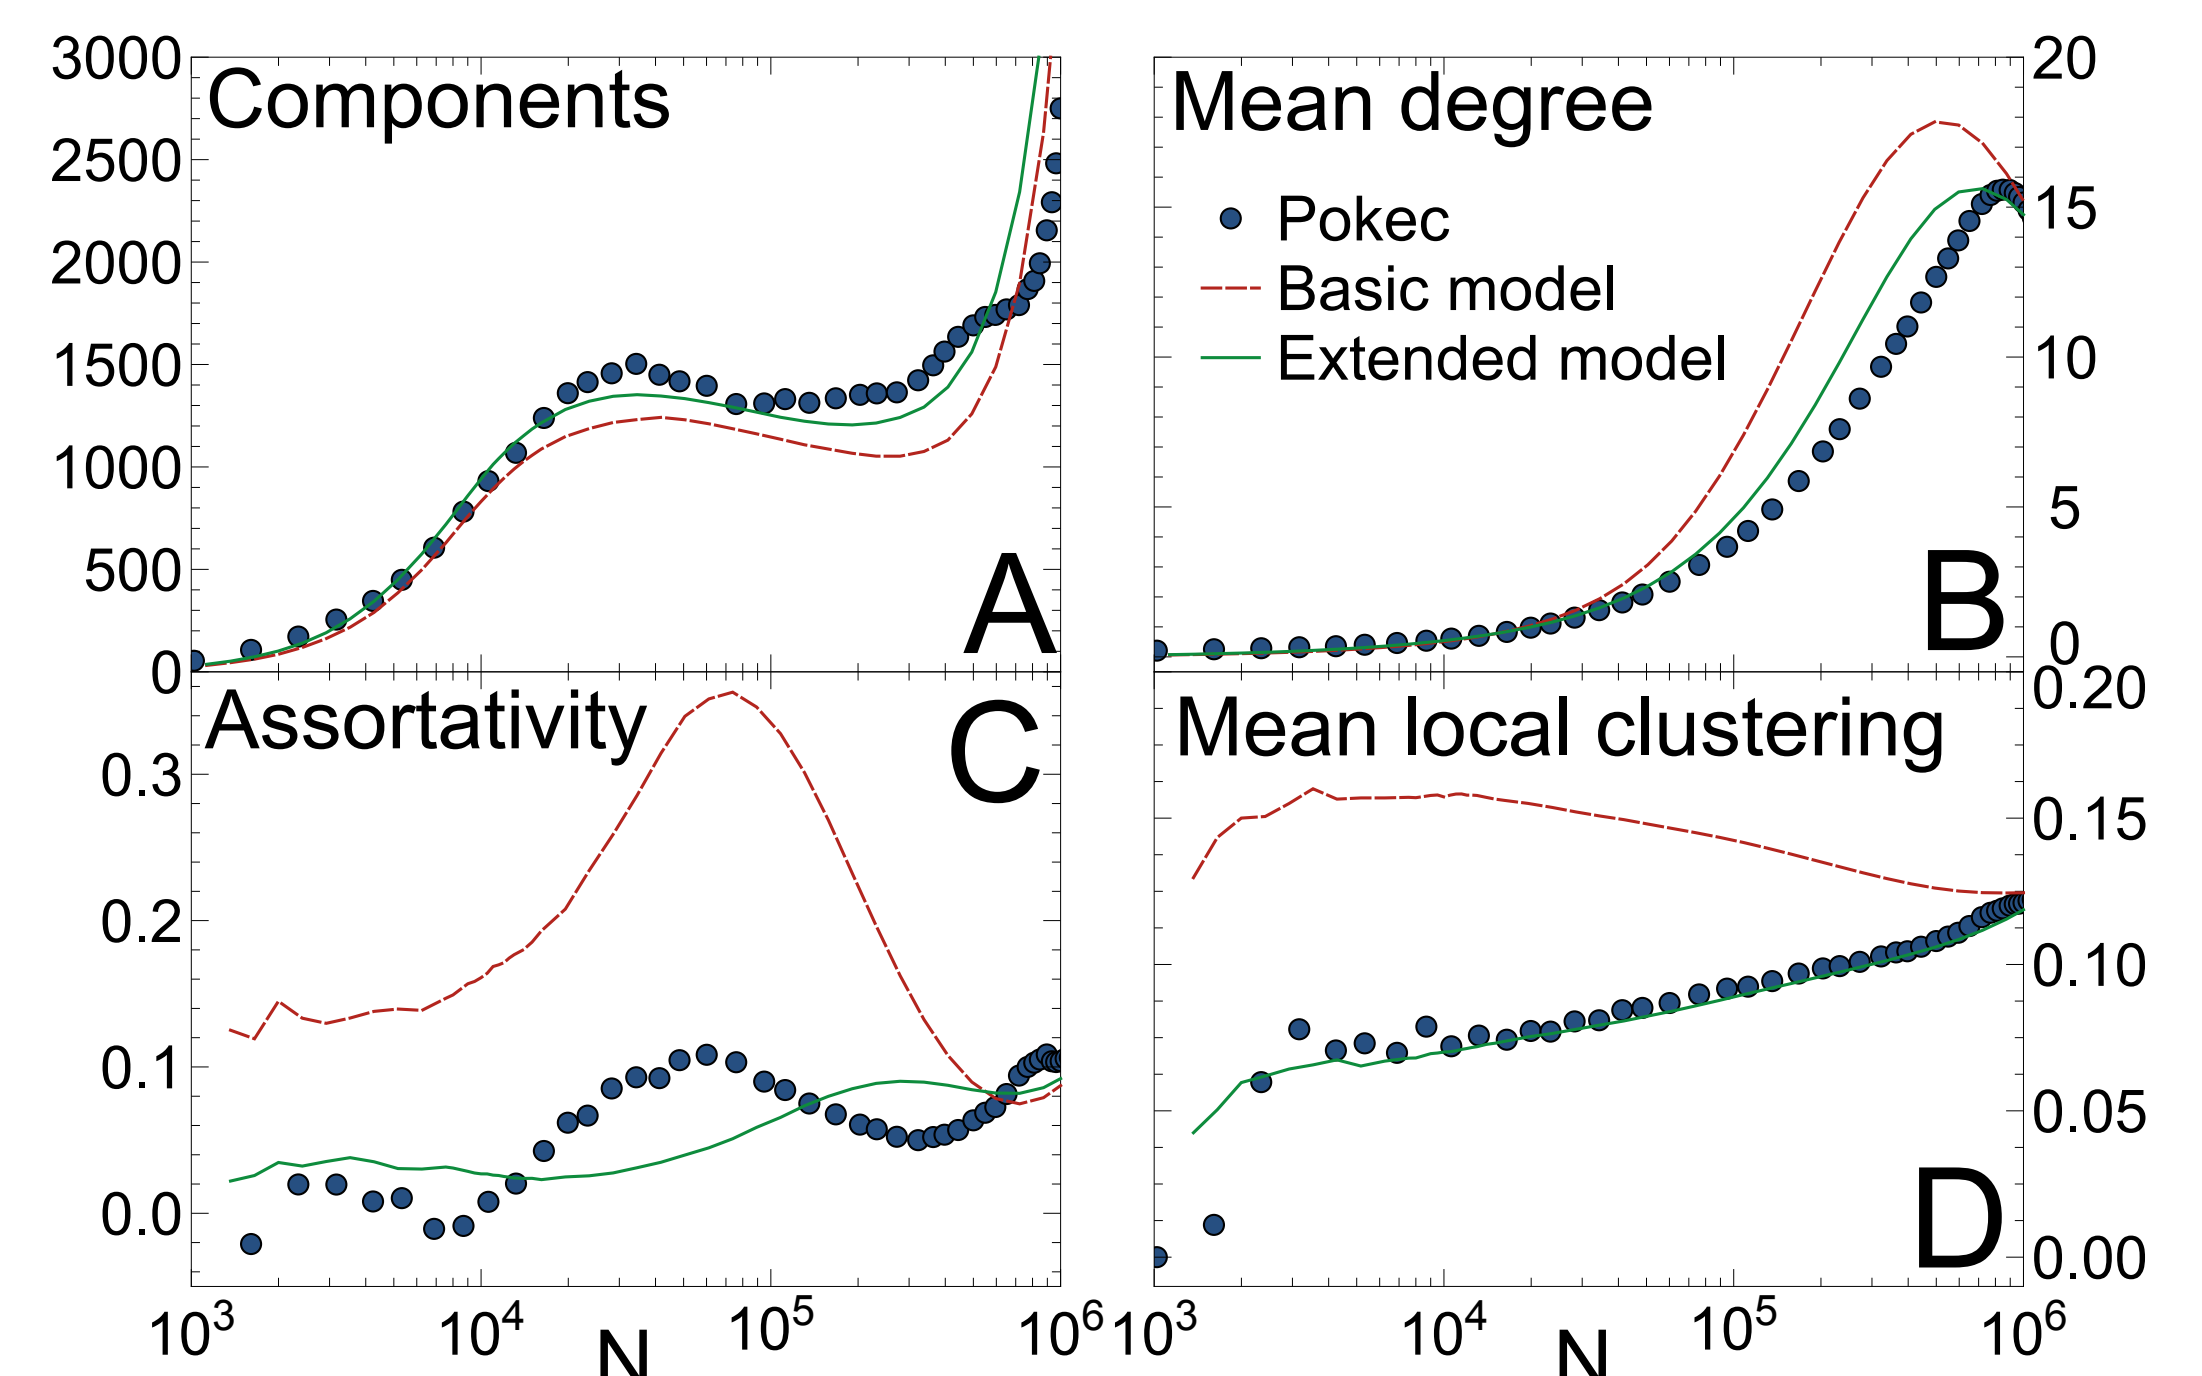 3000
2500
2000
1500
1000
500
0
Components
A
Mean degree
Pokec
Basic model
Extended model
B
20
15
10
5
0
0
0.3
0.2
0.1
0.0
Assortativity
C
Mean local clustering
D
0.20
0.15
0.10
0.05
0.00
10³ 10⁴ 10⁵ 10⁶
N
10³ 10⁴ 10⁵ 10⁶
N